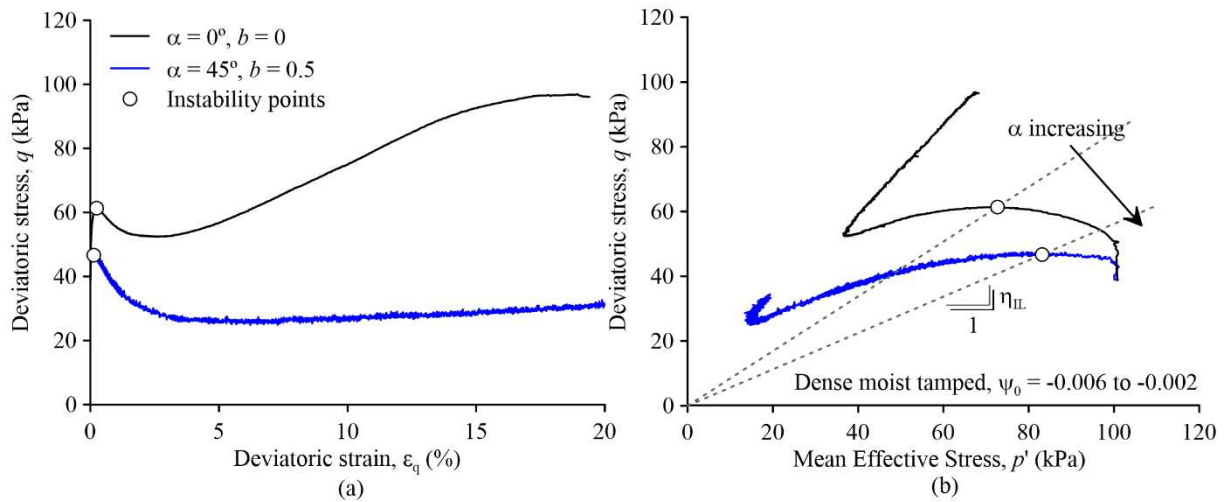 α = 0º, b = 0
α = 45º, b = 0.5
Instability points
120
100
80
60
40
20
0
Deviatoric stress, q (kPa)
0
5
10
15
20
Deviatoric strain, εq (%)
(a)
120
100
80
60
40
20
0
Deviatoric stress, q (kPa)
α increasing
ηIL
1
Dense moist tamped, ψ0 = -0.006 to -0.002
0
20
40
60
80
100
120
Mean Effective Stress, p' (kPa)
(b)